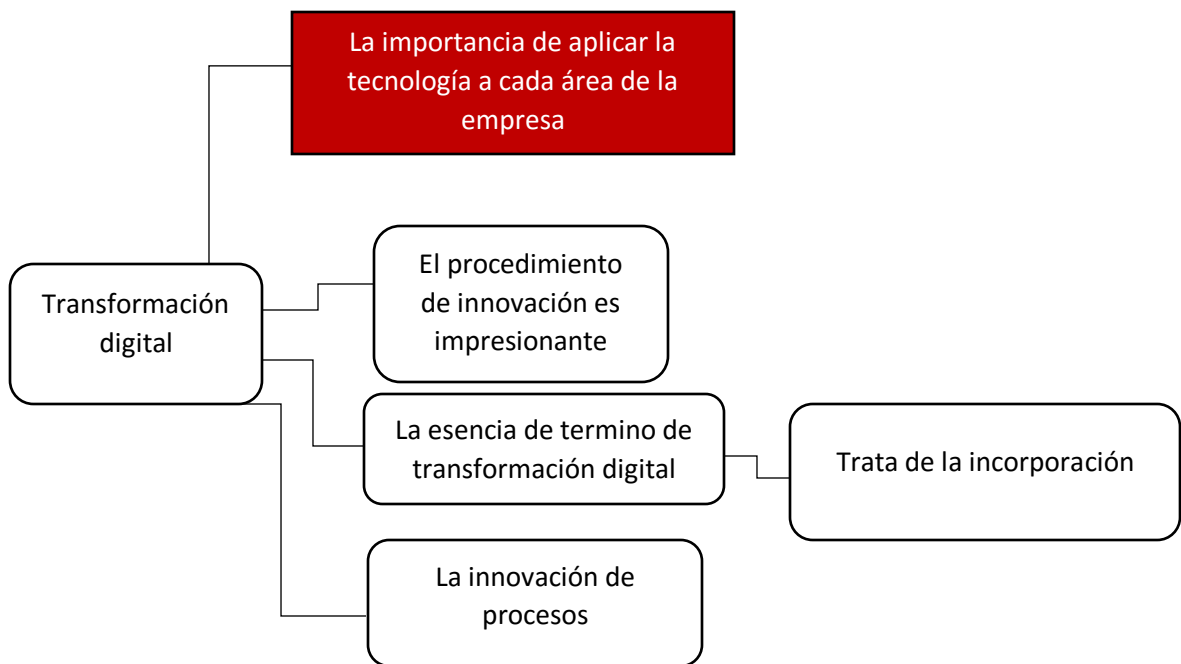 La importancia de aplicar la
tecnología a cada área de la
empresa
Transformación
digital
El procedimiento
de innovación es
impresionante
La esencia de termino de
transformación digital
Trata de la incorporación
La innovación de
procesos